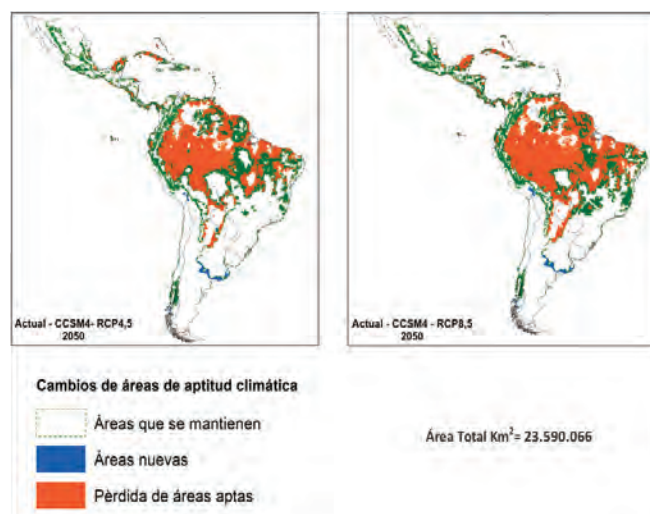 Actual - CCSM4- RCP4,5
2050
Actual - CCSM4 - RCP8,5
2050
Cambios de áreas de aptitud climática
Áreas que se mantienen
Áreas nuevas
Pèrdida de áreas aptas
Área Total Km²= 23.590.066